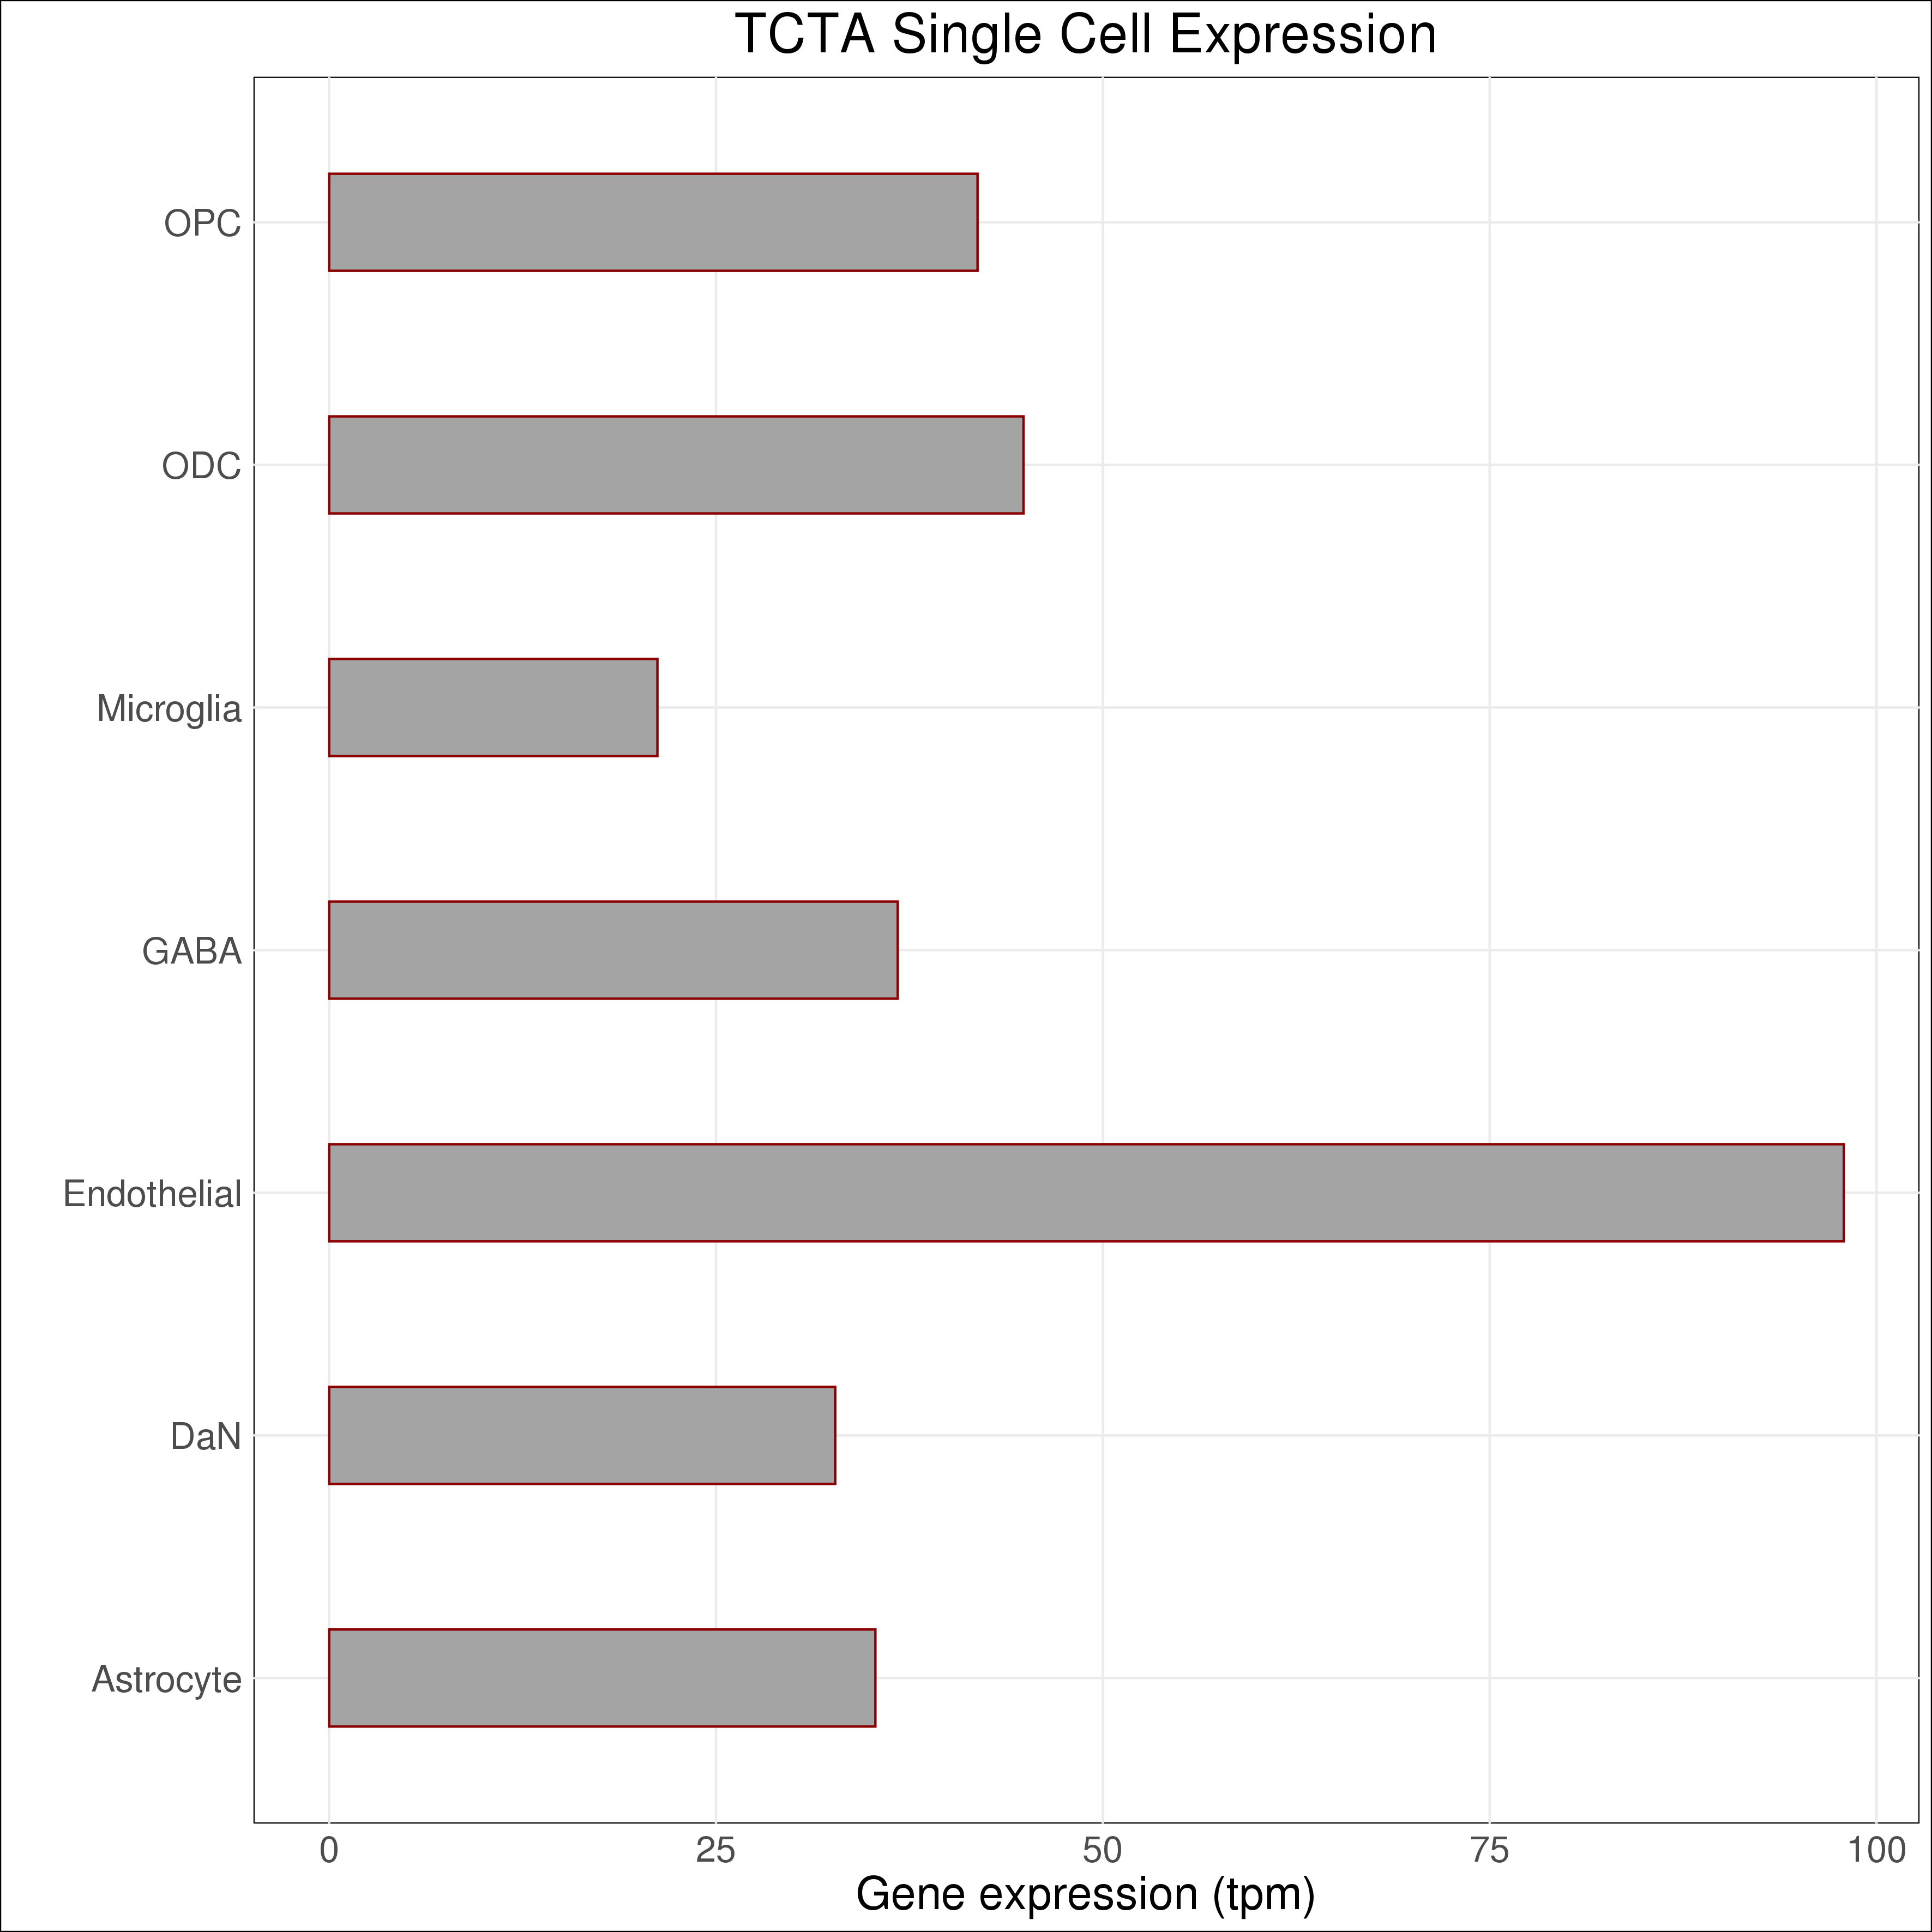 TCTA Single Cell Expression
OPC
ODC
Microglia
GABA
Endothelial
DaN
Astrocyte
0 25 50 75 100
Gene expression (tpm)